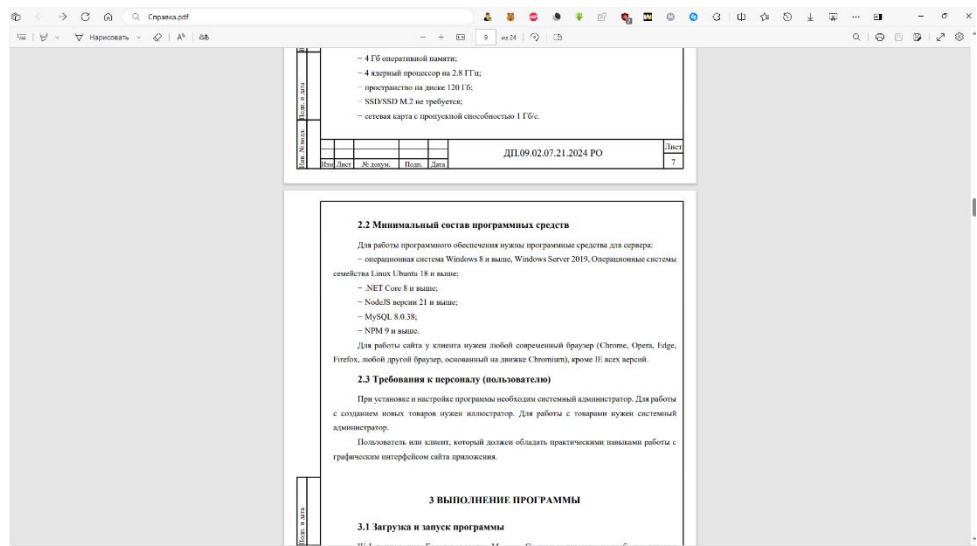 Справка.pdf
Нарисовать
9 из 24
− 4 Гб оперативной памяти;
− 4 ядерный процессор на 2.8 ГГц;
− пространство на диске 120 Гб;
− SSD/SSD M.2 не требуется;
− сетевая карта с пропускной способностью 1 Гб/с.
Подп. и дата
Инв. № подл.
ДП.09.02.07.21.2024 РО
Лист
7
Изм Лист № докум. Подп. Дата
2.2 Минимальный состав программных средств
Для работы программного обеспечения нужны программные средства для сервера:
− операционная система Windows 8 и выше, Windows Server 2019, Операционные системы
семейства Linux Ubuntu 18 и выше;
− .NET Core 8 и выше;
− NodeJS версии 21 и выше;
− MySQL 8.0.38;
− NPM 9 и выше.
Для работы сайта у клиента нужен любой современный браузер (Chrome, Opera, Edge,
Firefox, любой другой браузер, основанный на движке Chromium), кроме IE всех версий.
2.3 Требования к персоналу (пользователю)
При установке и настройке программы необходим системный администратор. Для работы
с созданием новых товаров нужен иллюстратор. Для работы с товарами нужен системный
администратор.
Пользователь или клиент, который должен обладать практическими навыками работы с
графическим интерфейсом сайта приложения.
Подп. и дата
3 ВЫПОЛНЕНИЕ ПРОГРАММЫ
3.1 Загрузка и запуск программы